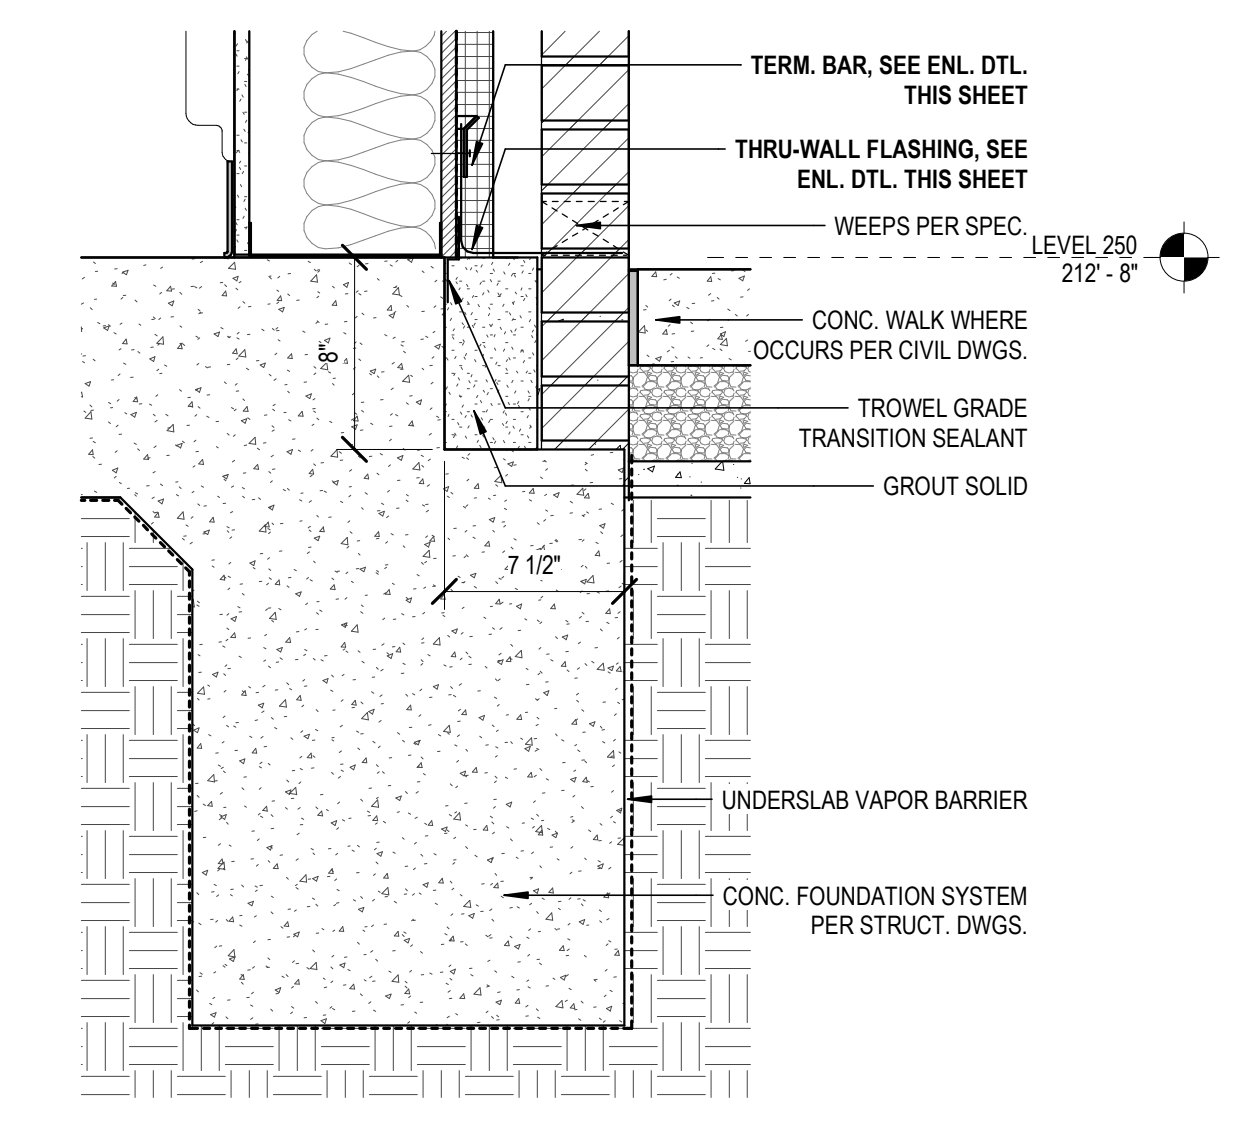 TERM. BAR, SEE ENL. DTL.
THIS SHEET
THRU-WALL FLASHING, SEE
ENL. DTL. THIS SHEET
WEEPS PER SPEC.
LEVEL 250
212' - 8"
CONC. WALK WHERE
OCCURS PER CIVIL DWGS.
8"
TROWEL GRADE
TRANSITION SEALANT
GROUT SOLID
7 1/2"
UNDERSLAB VAPOR BARRIER
CONC. FOUNDATION SYSTEM
PER STRUCT. DWGS.